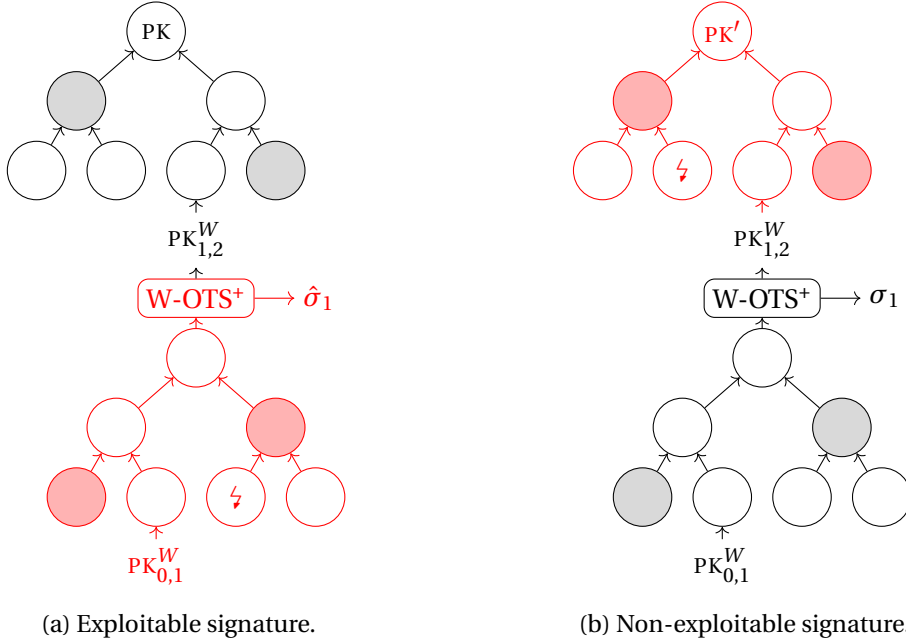 PK
PK′
PK^W_{1,2}
PK^W_{1,2}
W-OTS⁺ σ̂₁
W-OTS⁺ σ₁
PK^W_{0,1}
PK^W_{0,1}
(a) Exploitable signature.
(b) Non-exploitable signature.